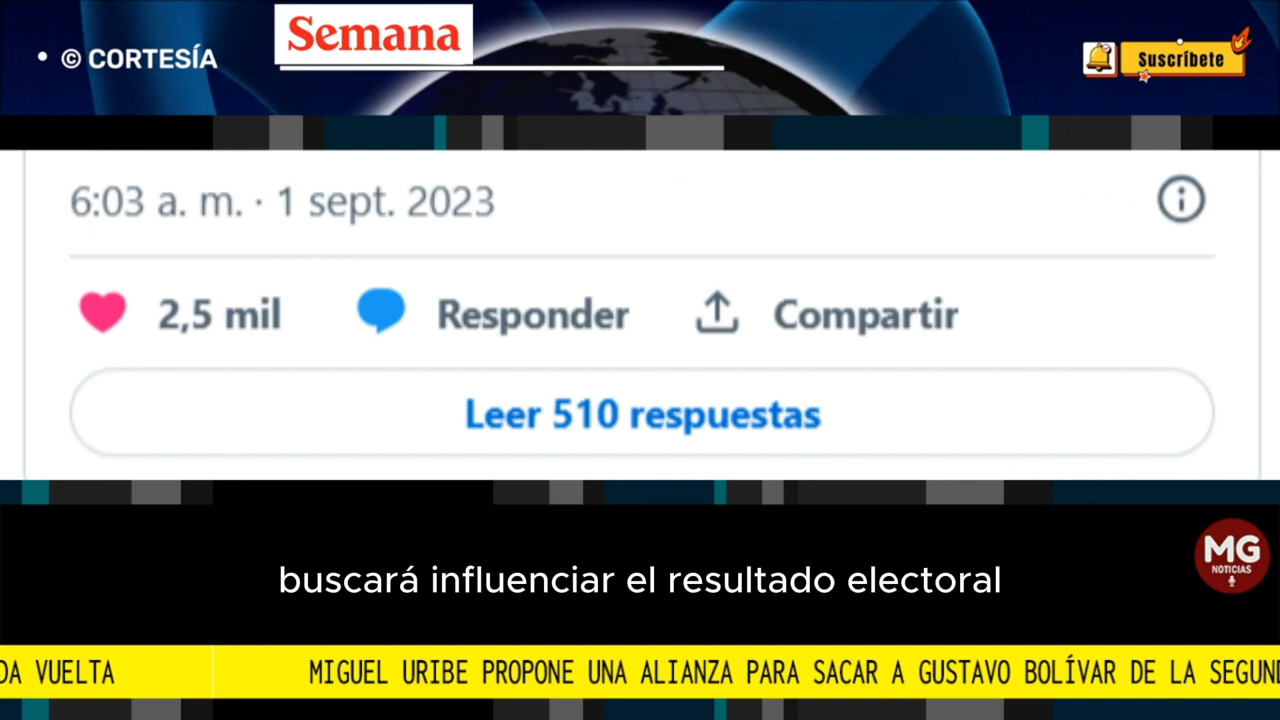 • © CORTESÍA
Semana
Suscríbete
6:03 a. m. · 1 sept. 2023
2,5 mil
Responder
Compartir
Leer 510 respuestas
buscará influenciar el resultado electoral
MG
NOTICIAS
DA VUELTA
MIGUEL URIBE PROPONE UNA ALIANZA PARA SACAR A GUSTAVO BOLÍVAR DE LA SEGUND